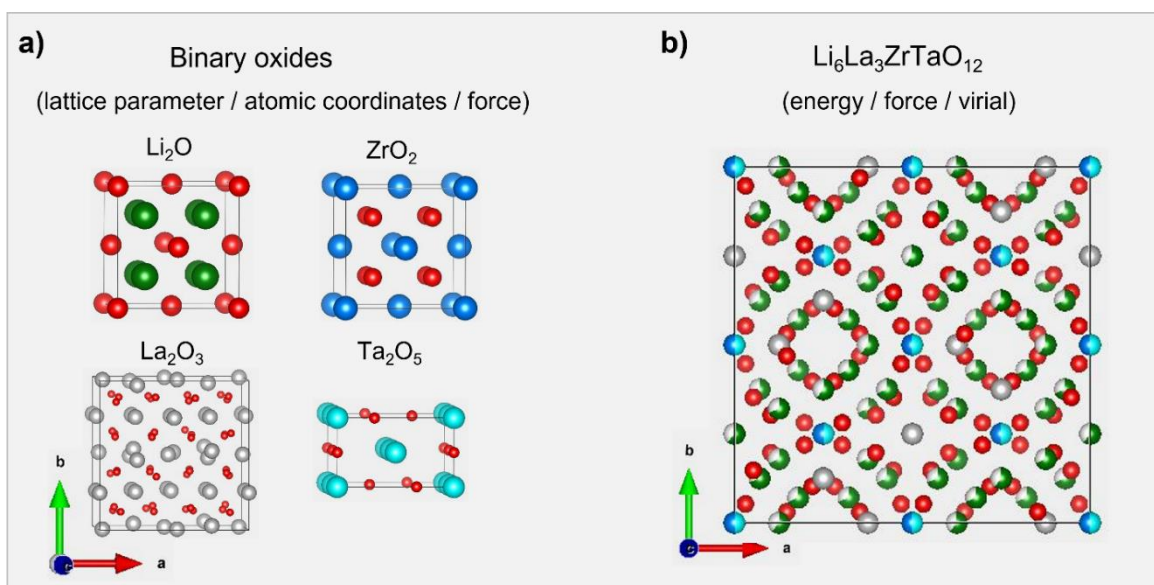 a)
Binary oxides
(lattice parameter / atomic coordinates / force)
Li₂O
ZrO₂
La₂O₃
Ta₂O₅
b
a
c
b)
Li₆La₃ZrTaO₁₂
(energy / force / virial)
b
a
c